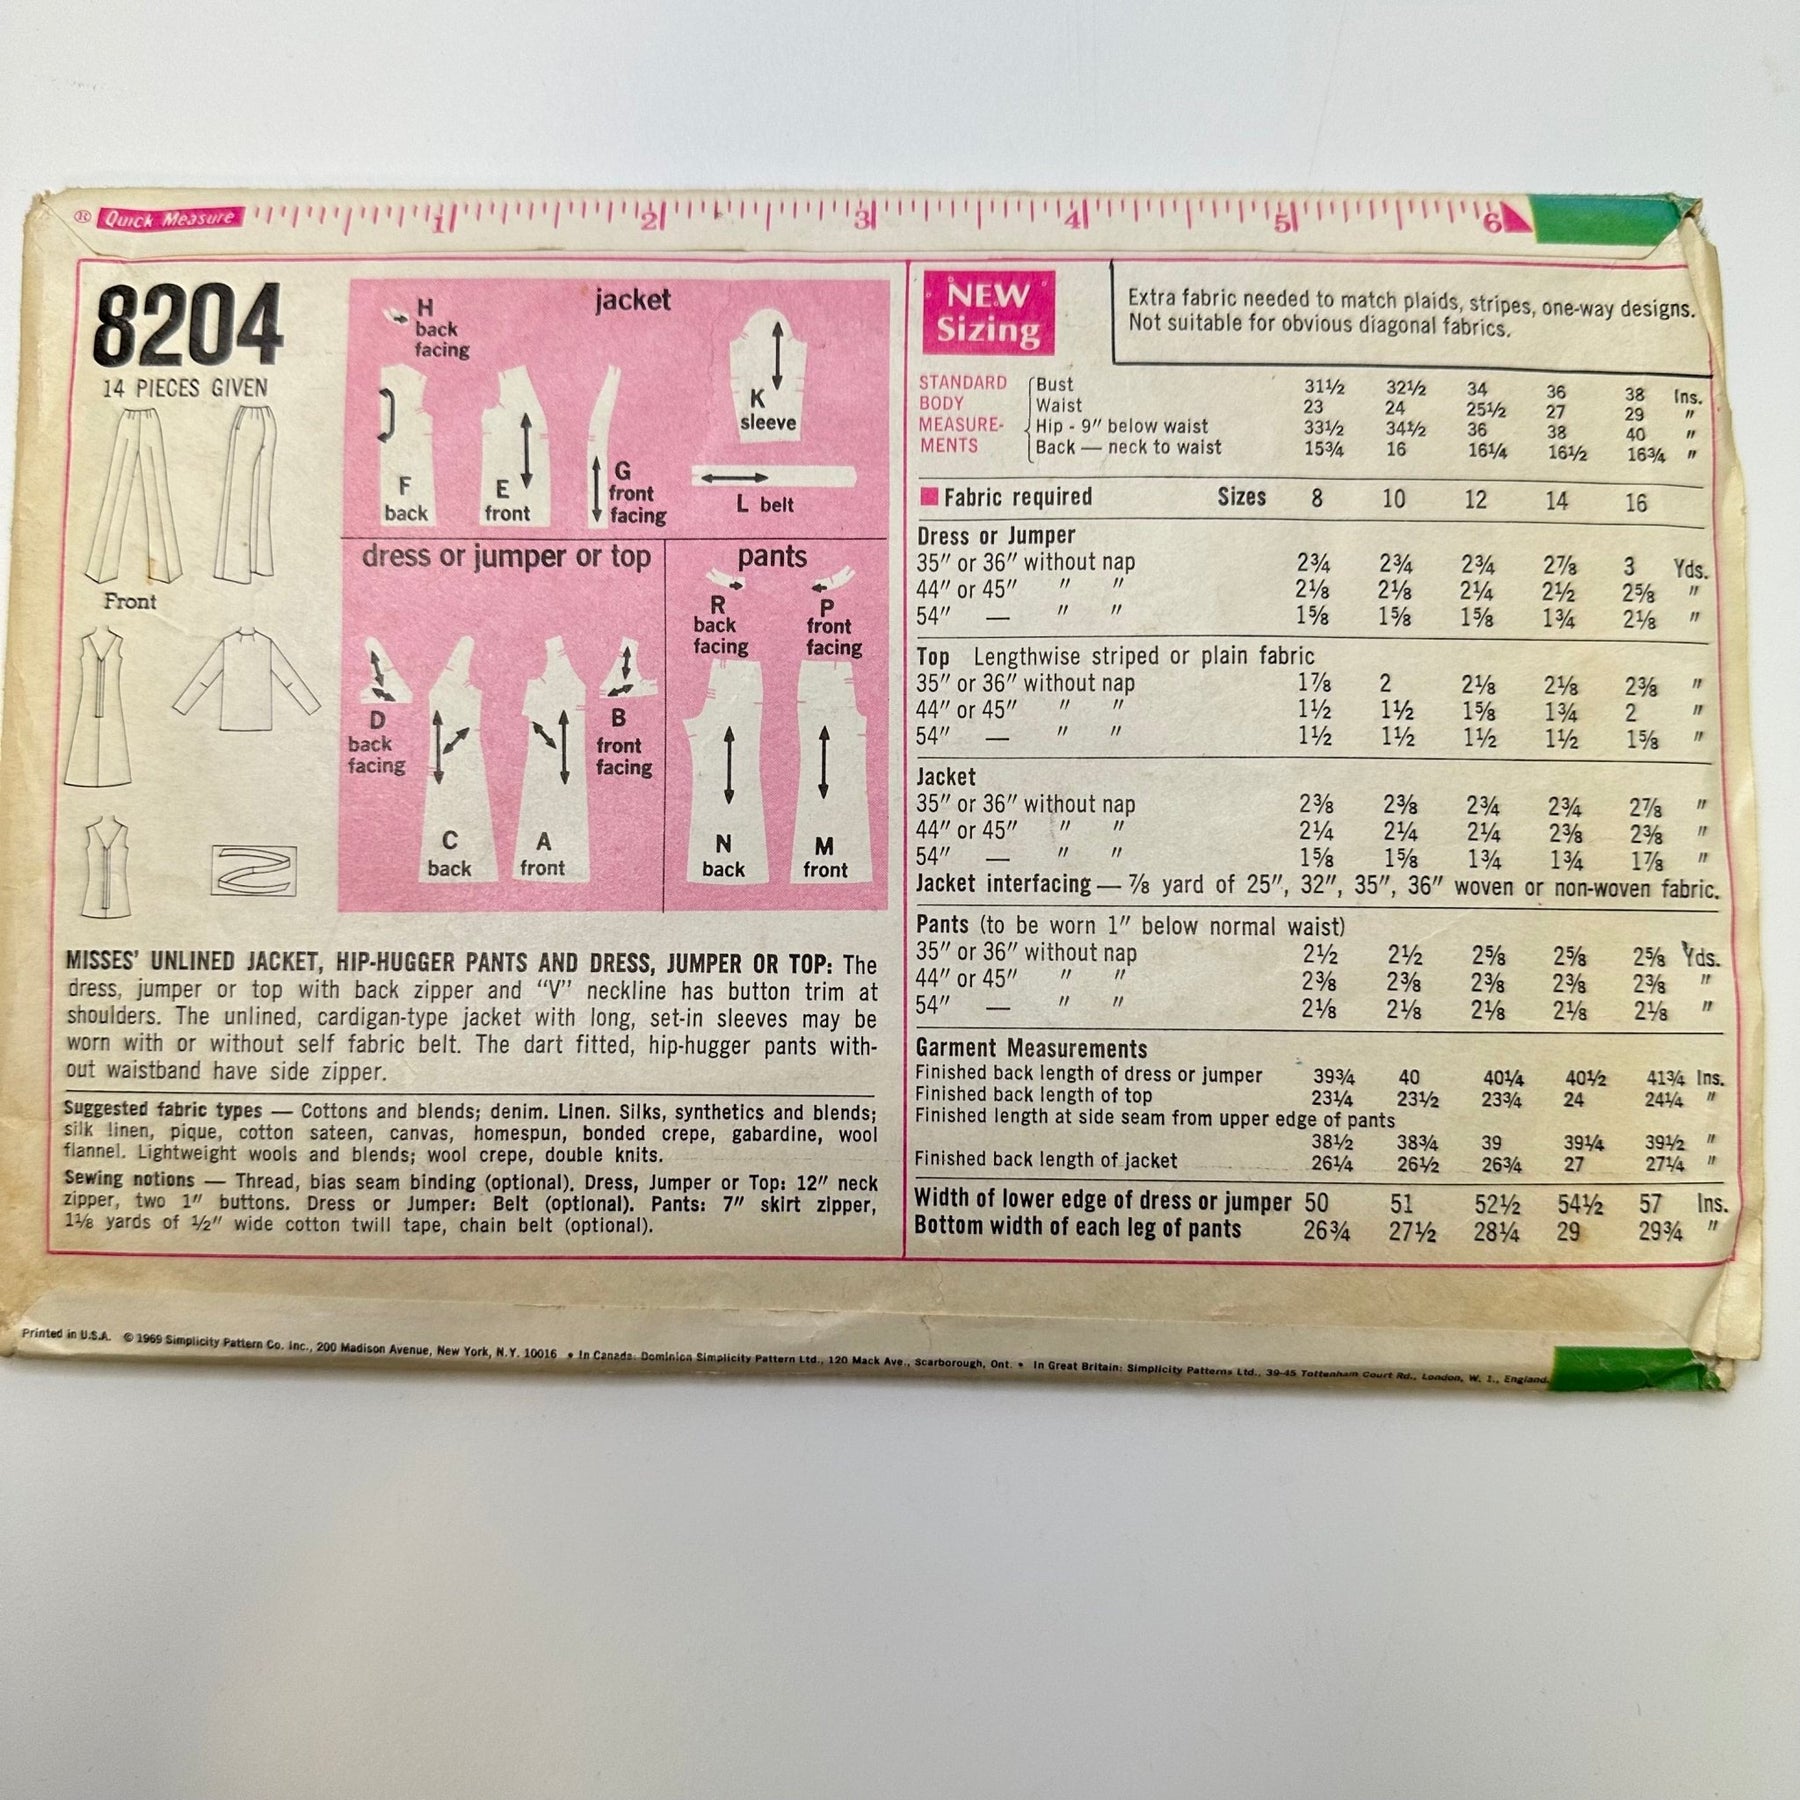 ® Quick Measure 1 2 3 4 5 6
8204
14 PIECES GIVEN
Front
jacket
H
back
facing
K
sleeve
F
back
E
front
G
front
facing
L belt
dress or jumper or top
D
back
facing
B
front
facing
C
back
A
front
pants
R
back
facing
P
front
facing
N
back
M
front
MISSES' UNLINED JACKET, HIP-HUGGER PANTS AND DRESS, JUMPER OR TOP: The
dress, jumper or top with back zipper and “V” neckline has button trim at
shoulders. The unlined, cardigan-type jacket with long, set-in sleeves may be
worn with or without self fabric belt. The dart fitted, hip-hugger pants with-
out waistband have side zipper.
Suggested fabric types — Cottons and blends; denim. Linen. Silks, synthetics and blends;
silk linen, pique, cotton sateen, canvas, homespun, bonded crepe, gabardine, wool
flannel. Lightweight wools and blends; wool crepe, double knits.
Sewing notions — Thread, bias seam binding (optional). Dress, Jumper or Top: 12″ neck
zipper, two 1″ buttons. Dress or Jumper: Belt (optional). Pants: 7″ skirt zipper,
1⅛ yards of ½″ wide cotton twill tape, chain belt (optional).
NEW
Sizing
Extra fabric needed to match plaids, stripes, one-way designs.
Not suitable for obvious diagonal fabrics.
STANDARD Bust 31½ 32½ 34 36 38 Ins.
BODY Waist 23 24 25½ 27 29 ″
MEASURE- Hip - 9″ below waist 33½ 34½ 36 38 40 ″
MENTS Back — neck to waist 15¾ 16 16¼ 16½ 16¾ ″
Fabric required Sizes 8 10 12 14 16
Dress or Jumper
35″ or 36″ without nap 2¾ 2¾ 2¾ 2⅞ 3 Yds.
44″ or 45″ ″ ″ 2⅛ 2⅛ 2¼ 2½ 2⅝ ″
54″ — ″ ″ 1⅝ 1⅝ 1⅝ 1¾ 2⅛ ″
Top Lengthwise striped or plain fabric
35″ or 36″ without nap 1⅞ 2 2⅛ 2⅛ 2⅜ ″
44″ or 45″ ″ ″ 1½ 1½ 1⅝ 1¾ 2 ″
54″ — ″ ″ 1½ 1½ 1½ 1½ 1⅝ ″
Jacket
35″ or 36″ without nap 2⅜ 2⅜ 2¾ 2¾ 2⅞ ″
44″ or 45″ ″ ″ 2¼ 2¼ 2¼ 2⅜ 2⅜ ″
54″ — ″ ″ 1⅝ 1⅝ 1¾ 1¾ 1⅞ ″
Jacket interfacing — ⅞ yard of 25″, 32″, 35″, 36″ woven or non-woven fabric.
Pants (to be worn 1″ below normal waist)
35″ or 36″ without nap 2½ 2½ 2⅝ 2⅝ 2⅝ Yds.
44″ or 45″ ″ ″ 2⅜ 2⅜ 2⅜ 2⅜ 2⅜ ″
54″ — ″ ″ 2⅛ 2⅛ 2⅛ 2⅛ 2⅛ ″
Garment Measurements
Finished back length of dress or jumper 39¾ 40 40¼ 40½ 41¾ Ins.
Finished back length of top 23¼ 23½ 23¾ 24 24¼ ″
Finished length at side seam from upper edge of pants
38½ 38¾ 39 39¼ 39½ ″
Finished back length of jacket 26¼ 26½ 26¾ 27 27¼ ″
Width of lower edge of dress or jumper 50 51 52½ 54½ 57 Ins.
Bottom width of each leg of pants 26¾ 27½ 28¼ 29 29¾ ″
Printed in U.S.A. © 1969 Simplicity Pattern Co. Inc., 200 Madison Avenue, New York, N.Y. 10016 • In Canada: Dominion Simplicity Pattern Ltd., 120 Mack Ave., Scarborough, Ont. • In Great Britain: Simplicity Patterns Ltd., 39-45 Tottenham Court Rd., London, W. 1., England.